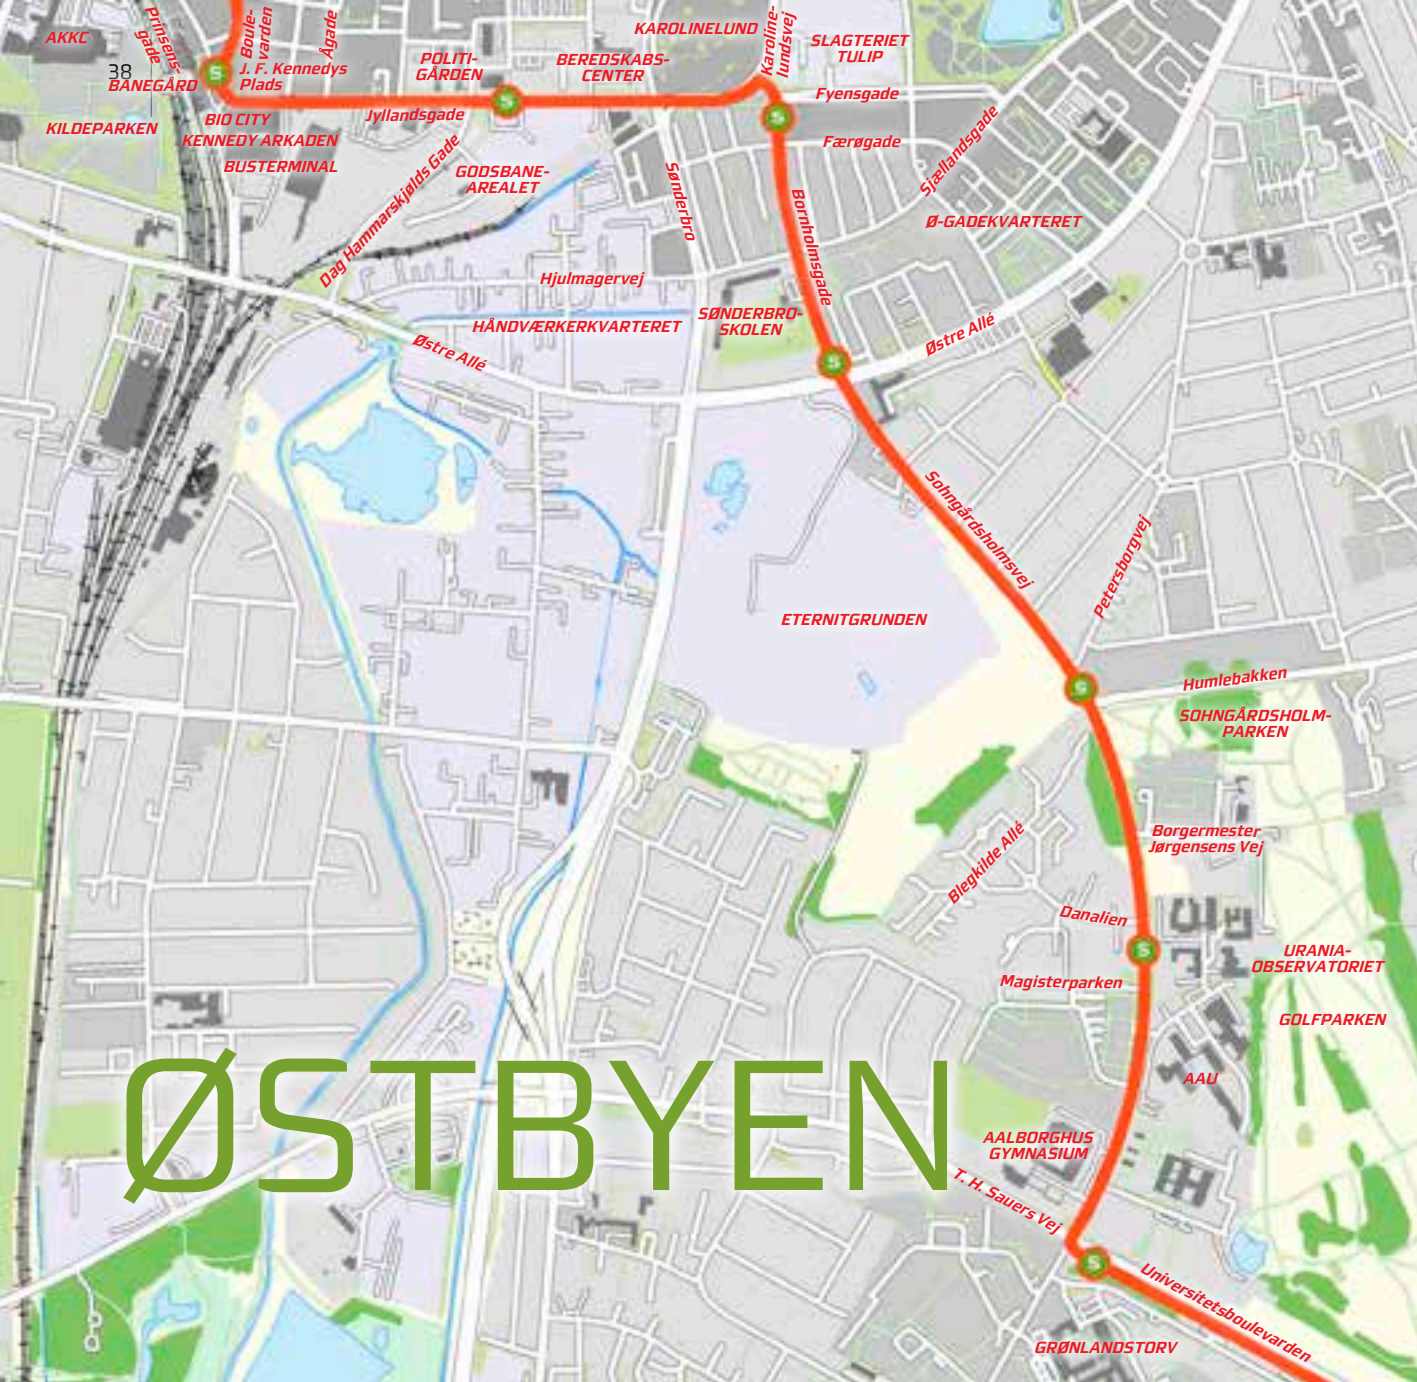 AKKC
Prinsens-
gade
Boule-
varden
Ågade
38
BANEGÅRD
S
J. F. Kennedys
Plads
POLITI-
GÅRDEN
BEREDSKABS-
CENTER
KAROLINELUND
Karoline-
lundsvej
SLAGTERIET
TULIP
KILDEPARKEN
BIO CITY
KENNEDY ARKADEN
BUSTERMINAL
Jyllandsgade
S
S
Fyensgade
Færøgade
Sjællandsgade
Dag Hammarskjølds Gade
GODSBANE-
AREALET
Sønderbro
Bornholmsgade
Ø-GADEKVARTERET
Hjulmagervej
HÅNDVÆRKERKVARTERET
SØNDERBRO-
SKOLEN
Østre Allé
Østre Allé
S
Sohngårdsholmsvej
Petersborgvej
ETERNITGRUNDEN
S
Humlebakken
SOHNGÅRDSHOLM-
PARKEN
Borgermester
Jørgensens Vej
Blegkilde Allé
Danalien
S
Magisterparken
URANIA-
OBSERVATORIET
GOLFPARKEN
AAU
ØSTBYEN
AALBORGHUS
GYMNASIUM
T. H. Sauers Vej
S
Universitetsboulevarden
GRØNLANDSTORV